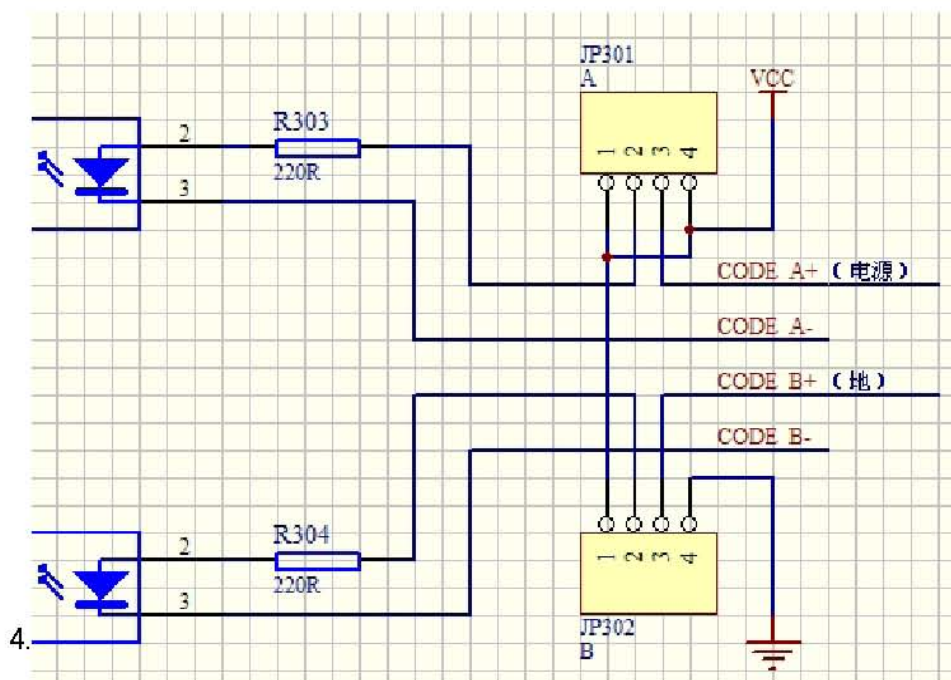 JP301
A
VCC
2
R303
220R
3
1 2 3 4
CODE A+（电源）
CODE A-
CODE B+（地）
CODE B-
R304
2
220R
3
1 2 3 4
JP302
B
4.